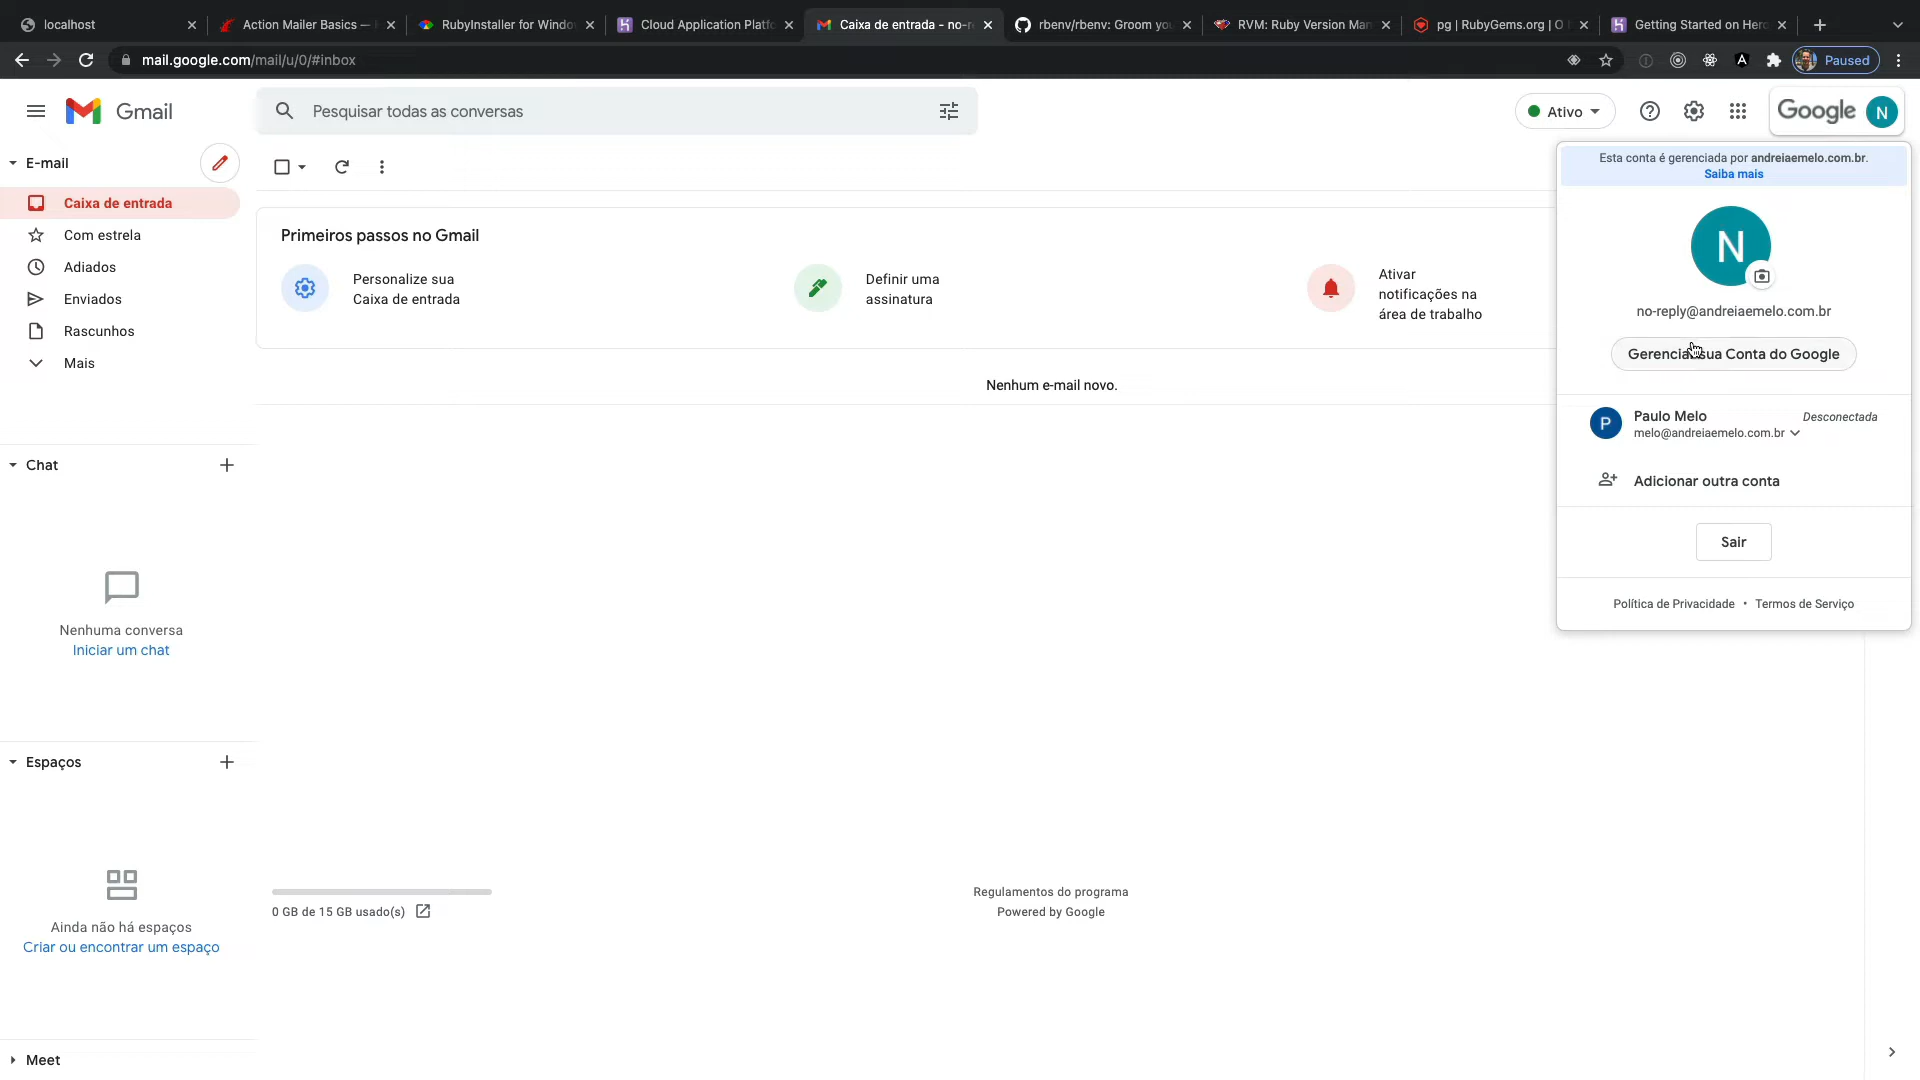 localhost
Action Mailer Basics —
RubyInstaller for Windo
Cloud Application Platfo
Caixa de entrada - no-r
rbenv/rbenv: Groom yo
RVM: Ruby Version Man
pg | RubyGems.org | O
Getting Started on Hero
mail.google.com/mail/u/0/#inbox
Paused
Gmail
Pesquisar todas as conversas
Ativo
Google
N
E-mail
Caixa de entrada
Com estrela
Adiados
Enviados
Rascunhos
Mais
Primeiros passos no Gmail
Personalize sua
Caixa de entrada
Definir uma
assinatura
Ativar
notificações na
área de trabalho
Nenhum e-mail novo.
Esta conta é gerenciada por andreiaemelo.com.br.
Saiba mais
N
no-reply@andreiaemelo.com.br
Gerenciar sua Conta do Google
P
Paulo Melo
Desconectada
melo@andreiaemelo.com.br
Adicionar outra conta
Sair
Política de Privacidade • Termos de Serviço
Chat
Nenhuma conversa
Iniciar um chat
Espaços
Ainda não há espaços
Criar ou encontrar um espaço
0 GB de 15 GB usado(s)
Regulamentos do programa
Powered by Google
Meet